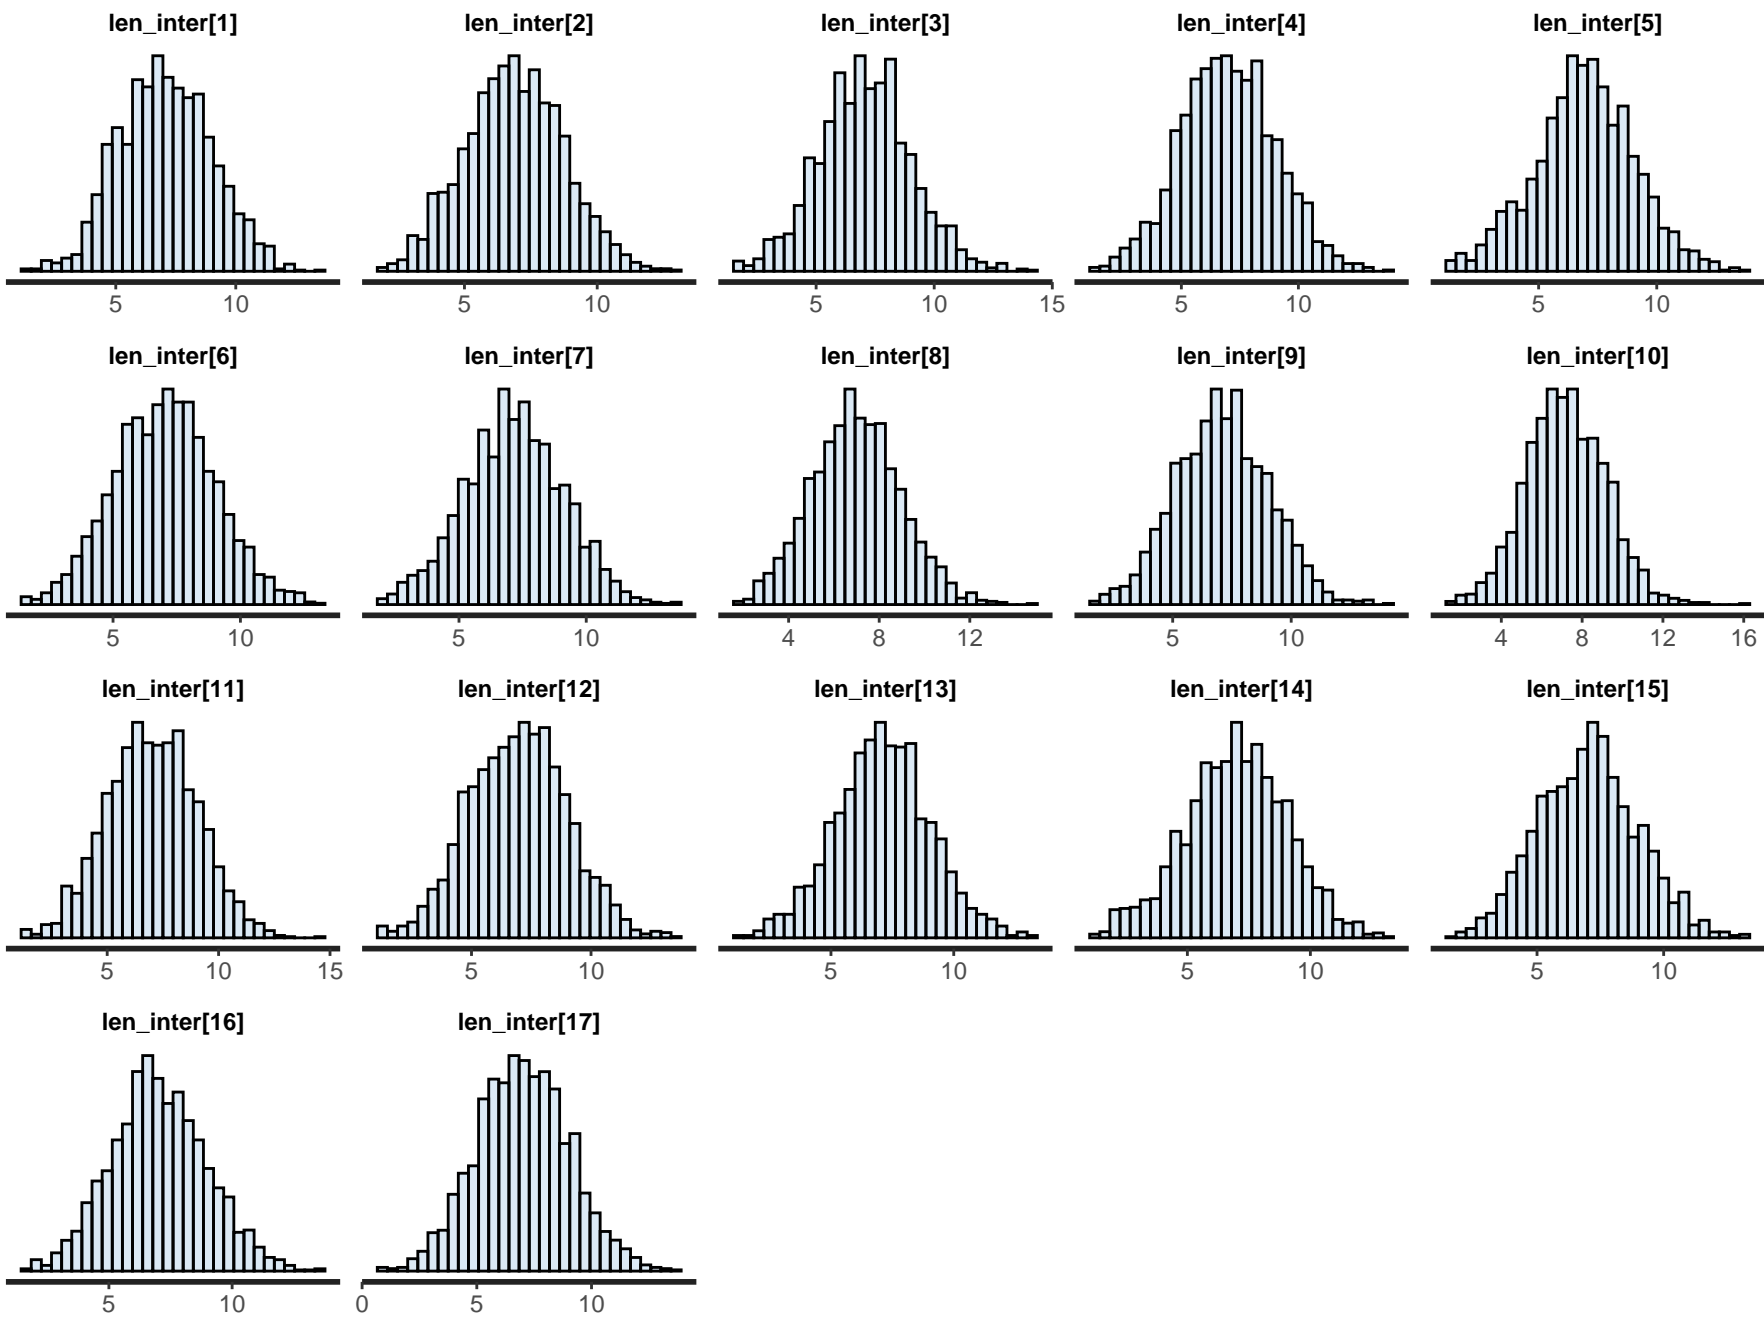 len_inter[1] len_inter[2] len_inter[3] len_inter[4] len_inter[5]
5 10 5 10 5 10 15 5 10 5 10
len_inter[6] len_inter[7] len_inter[8] len_inter[9] len_inter[10]
5 10 5 10 4 8 12 5 10 4 8 12 16
len_inter[11] len_inter[12] len_inter[13] len_inter[14] len_inter[15]
5 10 15 5 10 5 10 5 10 5 10
len_inter[16] len_inter[17]
5 10 0 5 10